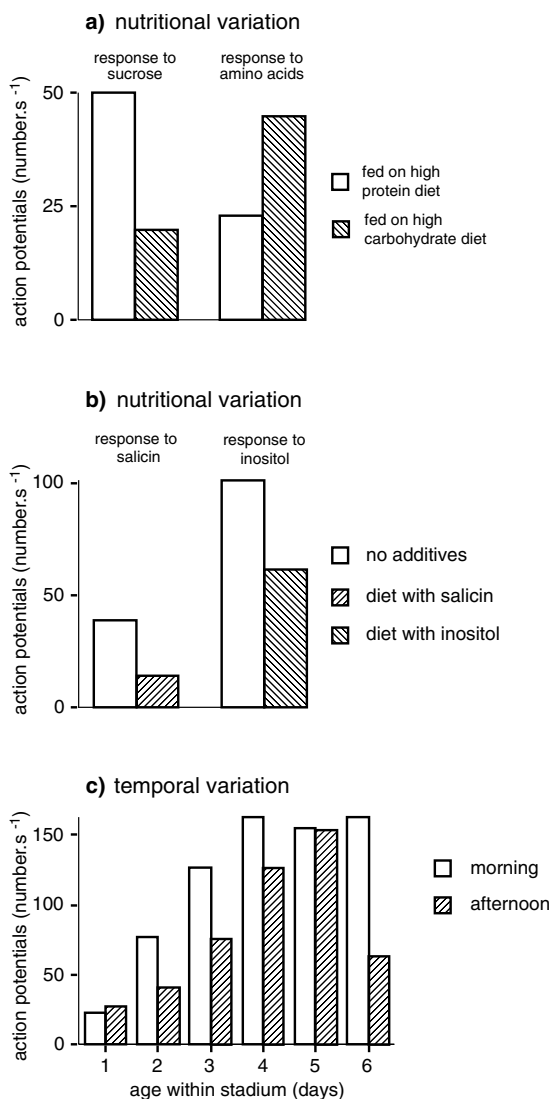 a) nutritional variation
response to sucrose
response to amino acids
action potentials (number.s -1)
50
25
0
fed on high protein diet
fed on high carbohydrate diet
b) nutritional variation
response to salicin
response to inositol
action potentials (number.s -1)
100
50
0
no additives
diet with salicin
diet with inositol
c) temporal variation
action potentials (number.s -1)
150
100
50
0
morning
afternoon
1 2 3 4 5 6
age within stadium (days)